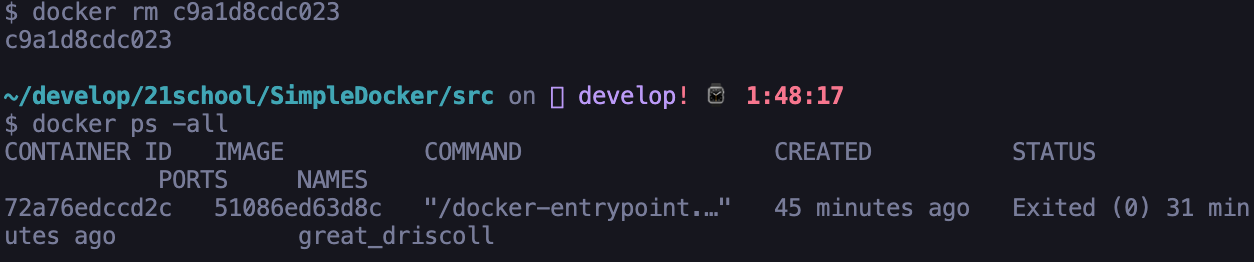 $ docker rm c9a1d8cdc023
c9a1d8cdc023
~/develop/21school/SimpleDocker/src on develop! 1:48:17
$ docker ps -all
CONTAINER ID   IMAGE          COMMAND                  CREATED          STATUS
           PORTS     NAMES
72a76edccd2c   51086ed63d8c   "/docker-entrypoint.…"   45 minutes ago   Exited (0) 31 min
utes ago             great_driscoll